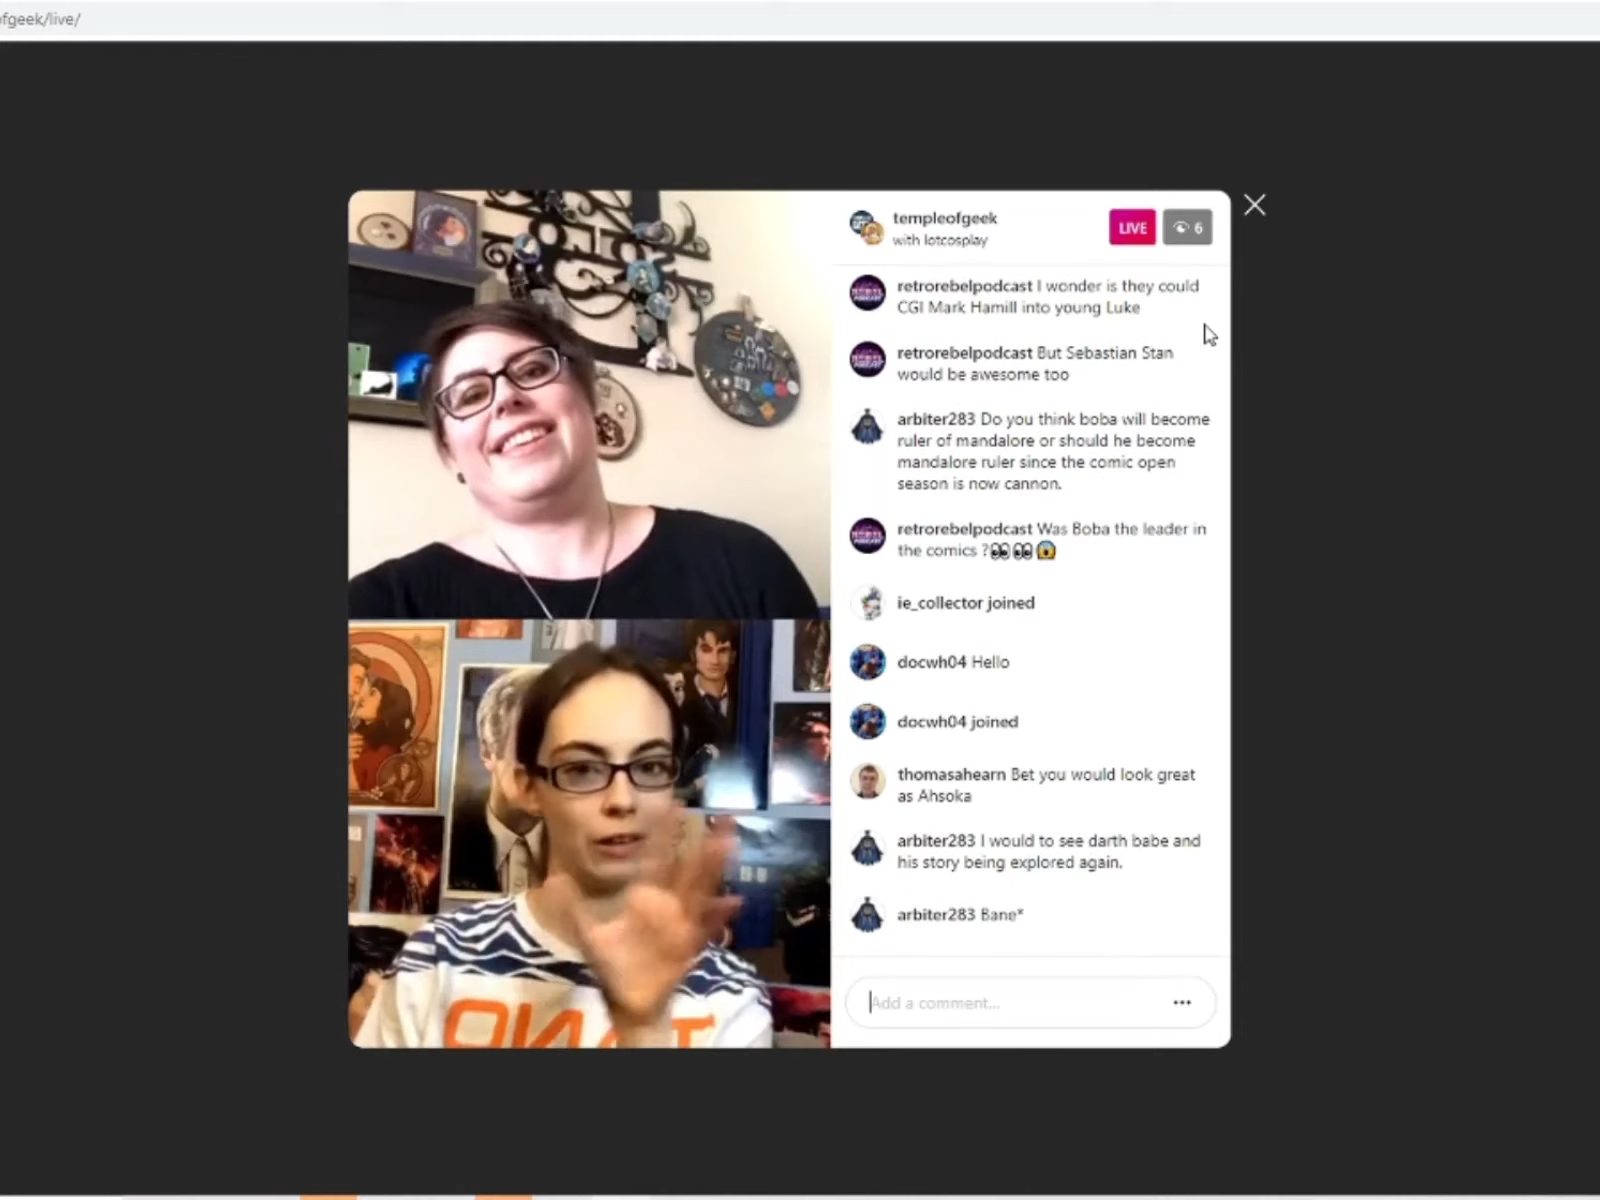 ofgeek/live/
templeofgeek
with lotcosplay
LIVE
6
retrorebelpodcast I wonder is they could
CGI Mark Hamill into young Luke
retrorebelpodcast But Sebastian Stan
would be awesome too
arbiter283 Do you think boba will become
ruler of mandalore or should he become
mandalore ruler since the comic open
season is now cannon.
retrorebelpodcast Was Boba the leader in
the comics ?👀👀😱
ie_collector joined
docwh04 Hello
docwh04 joined
thomasahearn Bet you would look great
as Ahsoka
arbiter283 I would to see darth babe and
his story being explored again.
arbiter283 Bane*
Add a comment...